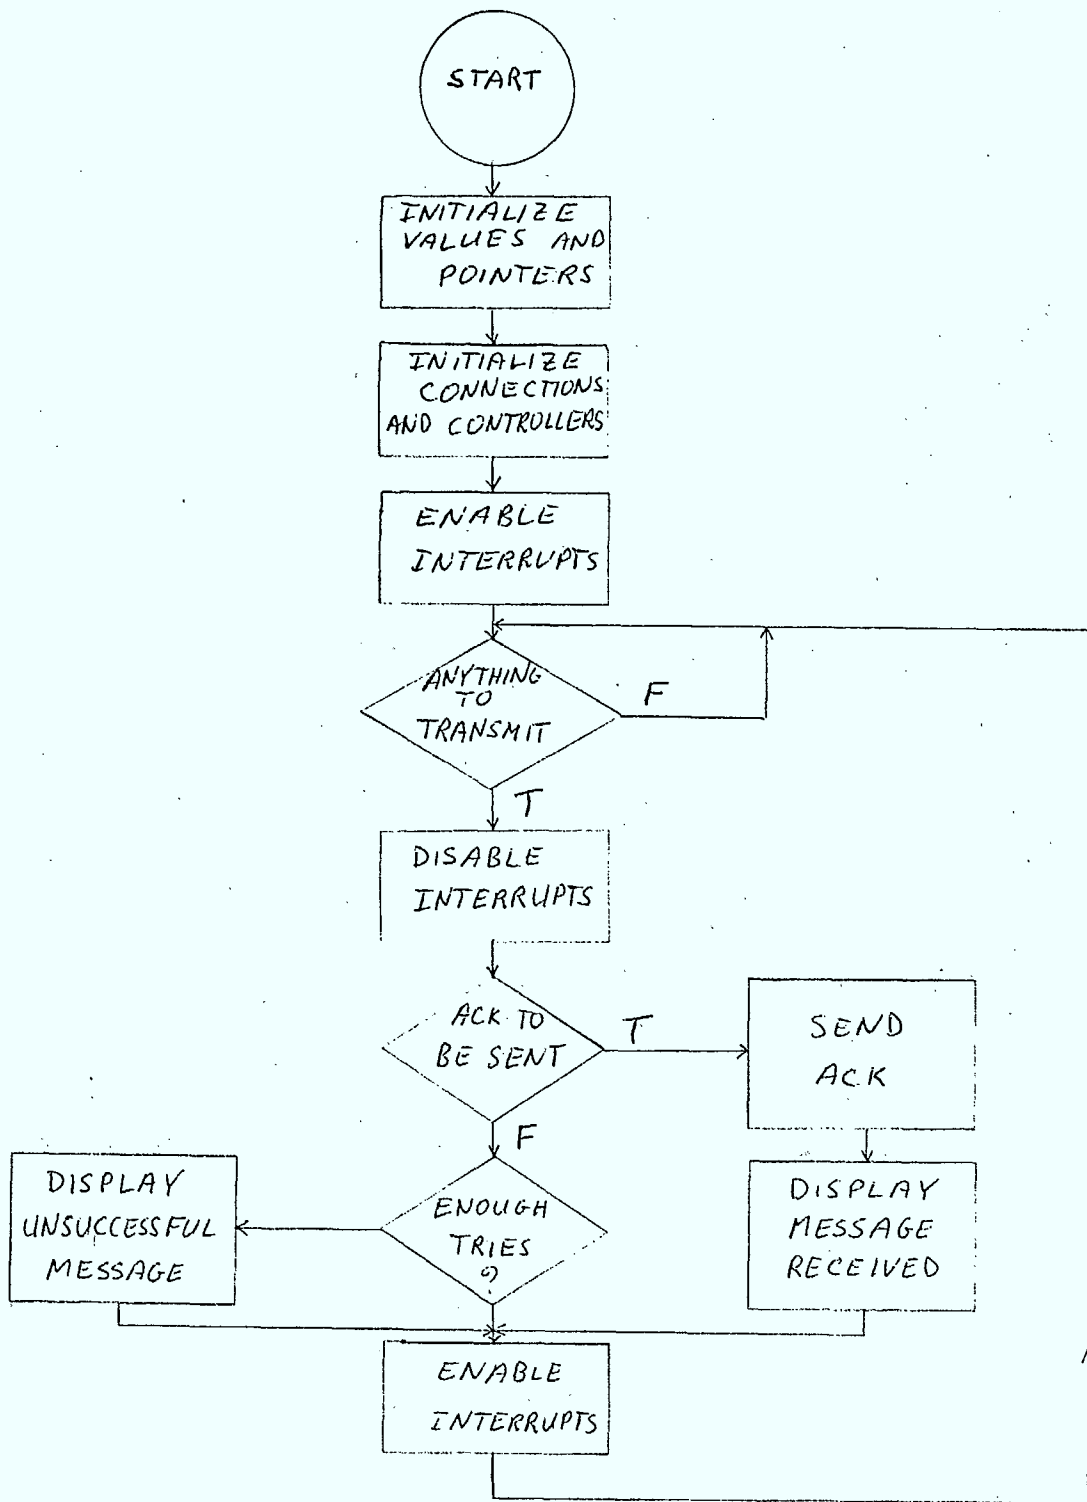 START
INITIALIZE
VALUES AND
POINTERS
INITIALIZE
CONNECTIONS
AND CONTROLLERS
ENABLE
INTERRUPTS
ANYTHING
TO
TRANSMIT
F
T
DISABLE
INTERRUPTS
ACK TO
BE SENT
T
SEND
ACK
F
ENOUGH
TRIES
?
DISPLAY
UNSUCCESSFUL
MESSAGE
DISPLAY
MESSAGE
RECEIVED
ENABLE
INTERRUPTS